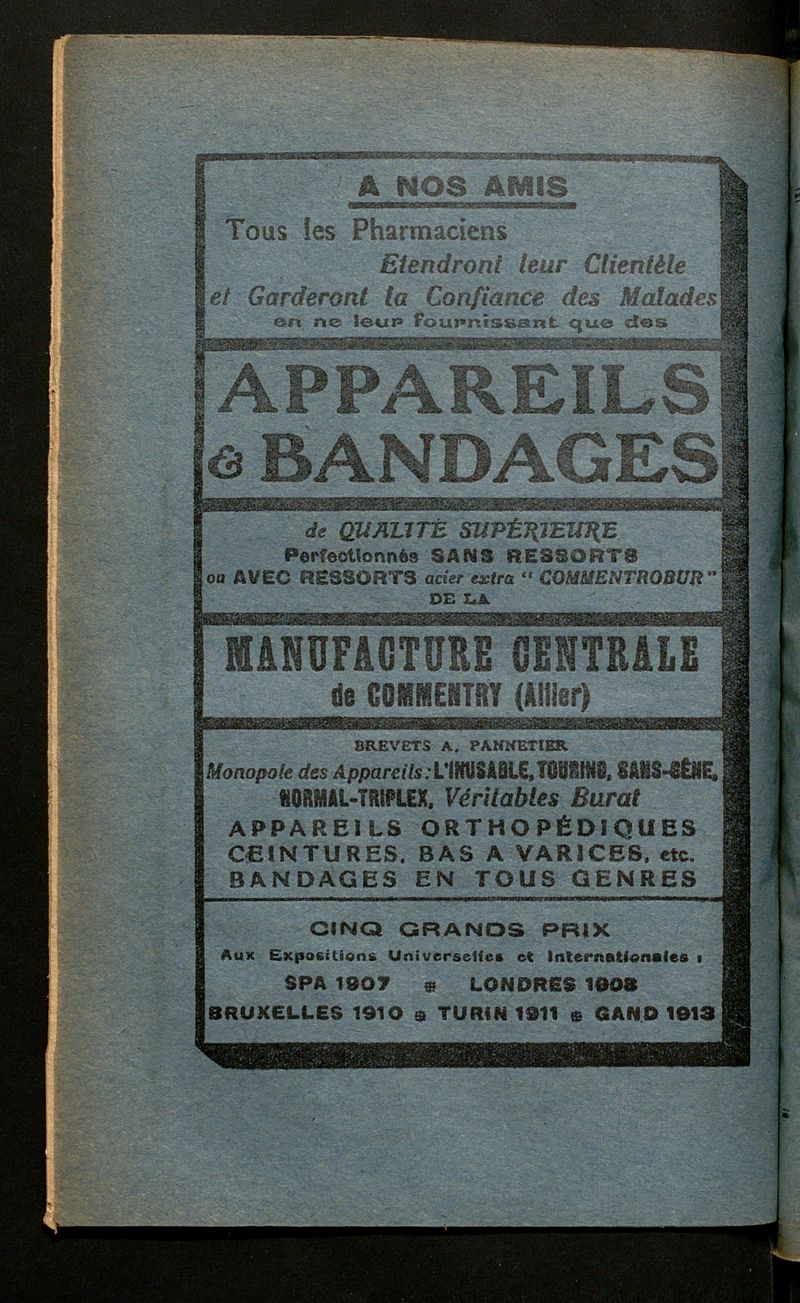 A NOS AMIS
Tous les Pharmaciens
Etendront leur Clientèle
et Garderont la Confiance des Malades
en ne leur fournissant que des
APPAREILS
& BANDAGES
de QUALITÉ SUPÉRIEURE
Perfectionnés SANS RESSORTS
ou AVEC RESSORTS acier extra “ COMMENTROBUR ”
DE LA
MANUFACTURE CENTRALE
de COMMENTRY (Allier)
BREVETS A. PANNETIER
Monopole des Appareils : L'INUSABLE, TOURING, SANS-GÊNE,
NORMAL-TRIPLEX, Véritables Burat
APPAREILS ORTHOPÉDIQUES
CEINTURES, BAS A VARICES, etc.
BANDAGES EN TOUS GENRES
CINQ GRANDS PRIX
Aux Expositions Universelles et Internationales :
SPA 1907 LONDRES 1908
BRUXELLES 1910 TURIN 1911 GAND 1913